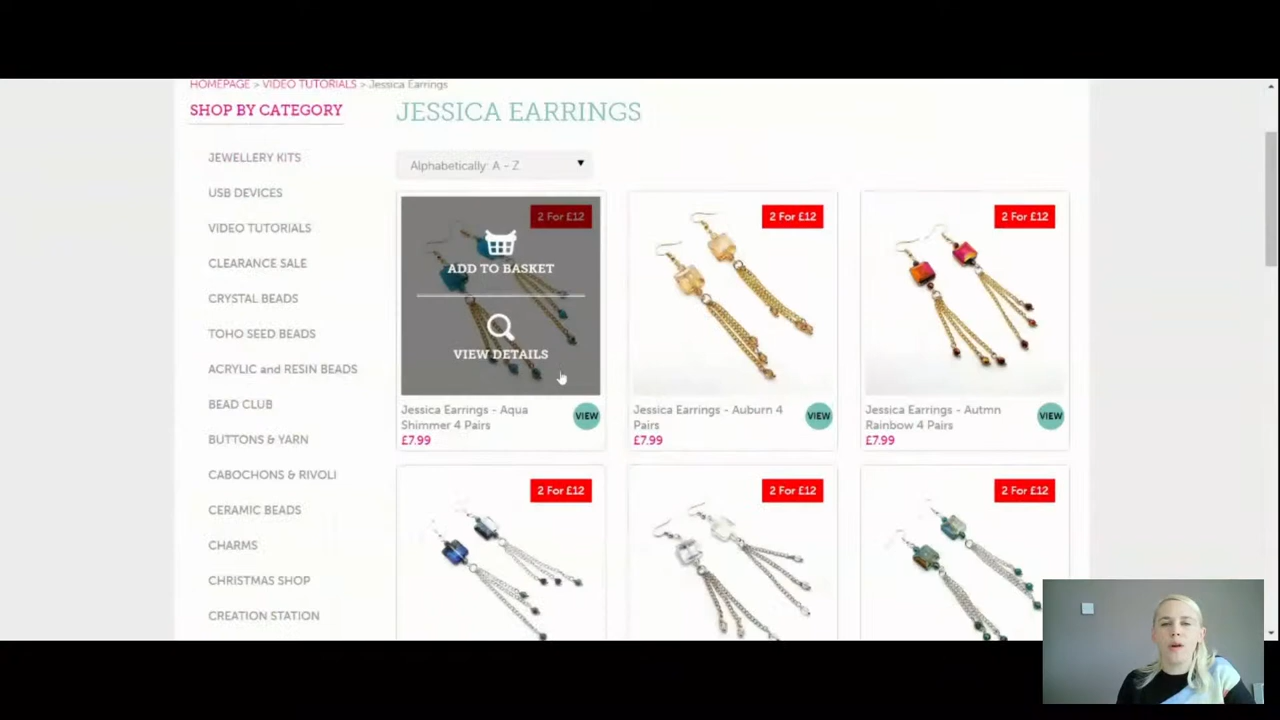 HOMEPAGE > VIDEO TUTORIALS > Jessica Earrings
SHOP BY CATEGORY
JEWELLERY KITS
USB DEVICES
VIDEO TUTORIALS
CLEARANCE SALE
CRYSTAL BEADS
TOHO SEED BEADS
ACRYLIC and RESIN BEADS
BEAD CLUB
BUTTONS & YARN
CABOCHONS & RIVOLI
CERAMIC BEADS
CHARMS
CHRISTMAS SHOP
CREATION STATION
JESSICA EARRINGS
Alphabetically: A - Z
2 For £12
ADD TO BASKET
VIEW DETAILS
Jessica Earrings - Aqua
Shimmer 4 Pairs
£7.99
VIEW
2 For £12
Jessica Earrings - Auburn 4
Pairs
£7.99
VIEW
2 For £12
Jessica Earrings - Autmn
Rainbow 4 Pairs
£7.99
VIEW
2 For £12
2 For £12
2 For £12